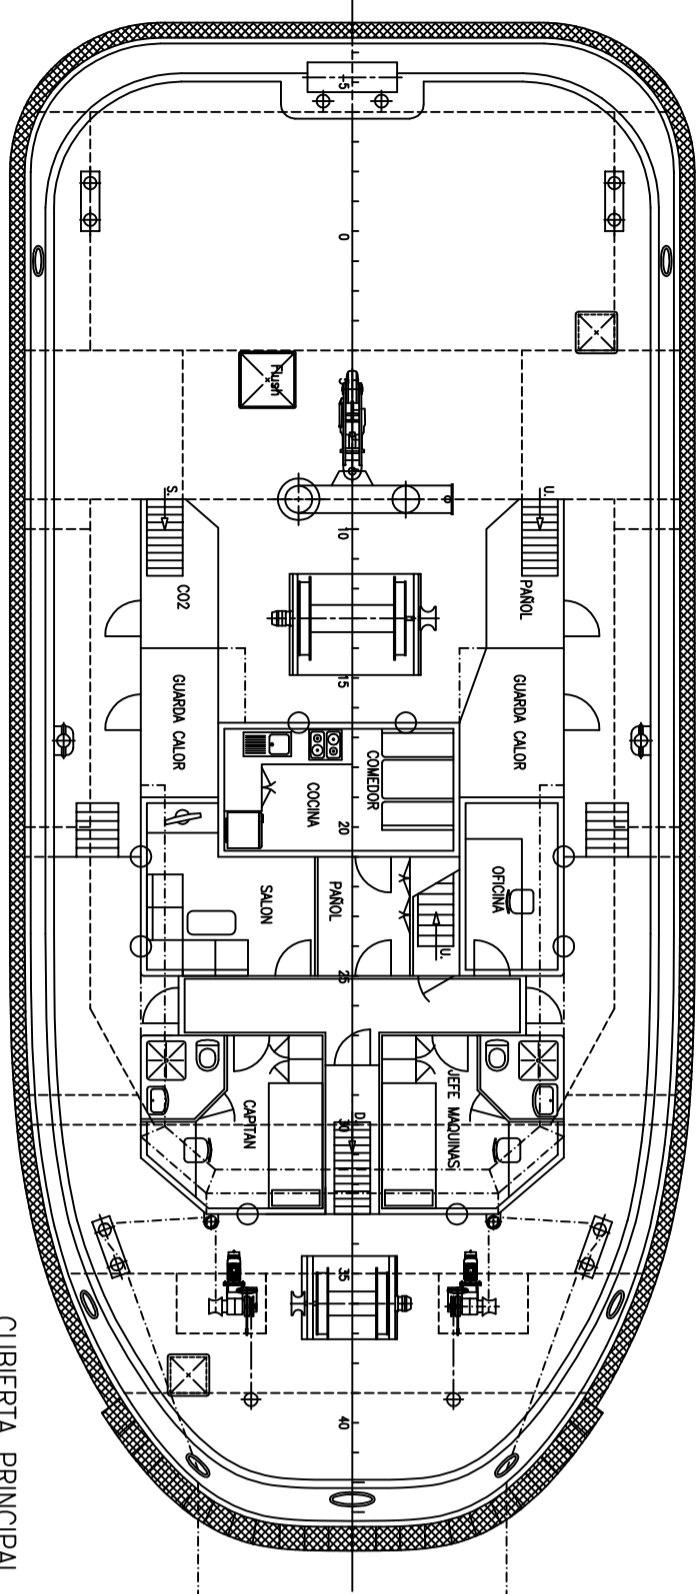 -5
0
Flush
5
S.
U.
10
CO2
PAÑOL
15
GUARDA CALOR
GUARDA CALOR
COMEDOR
COCINA
20
OFICINA
SALON
PAÑOL
U.
25
CAPTAN
30
D.
JEFE MAQUINAS
35
40
CUBIERTA PRINCIPAL